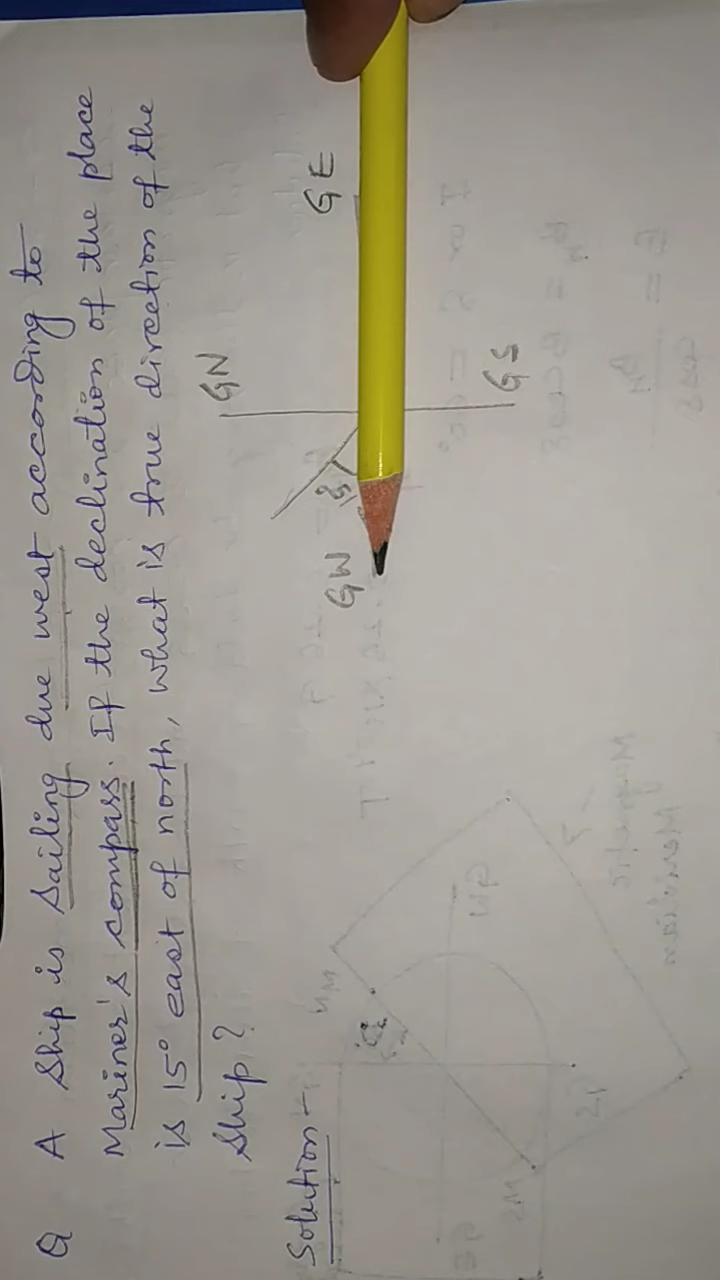 Q A Ship is Sailing due west according to
Mariner's compass. If the declination of the place
is 15° east of north, what is true direction of the
Ship?
Solution -
GN
GW
15°
GE
GS